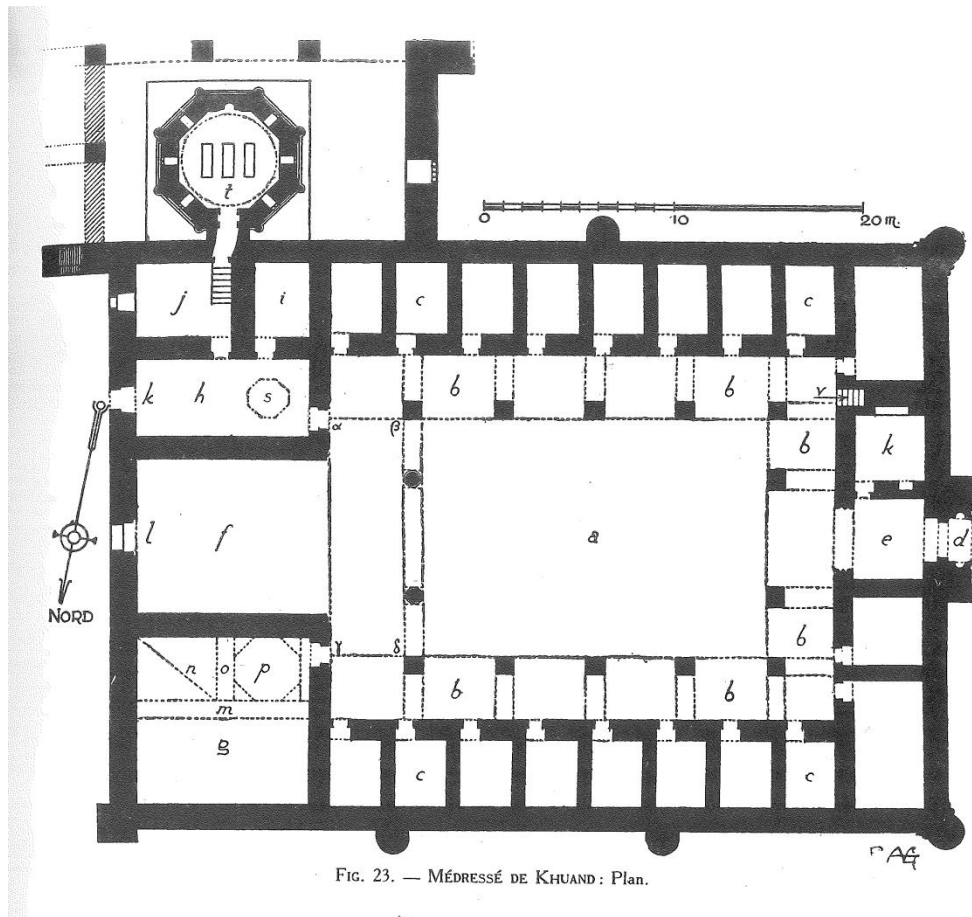 t
0 10 20 m.
j i c c
k h s b b v
α β b k
l f a e d
NORD
γ δ b
n o p
b b
m
g
c c
FIG. 23. — MÉDRESSÉ DE KHUAND : Plan.